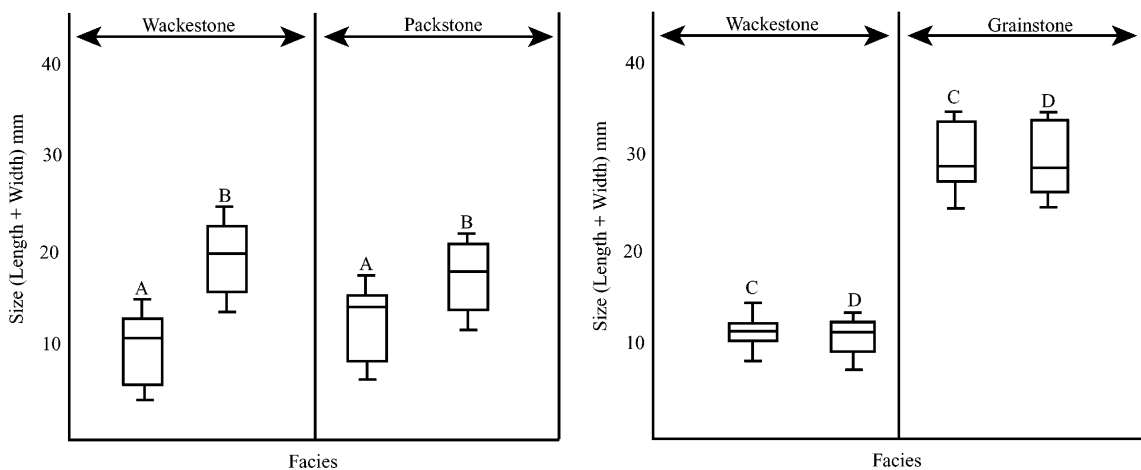 Wackestone
Packstone
Size (Length + Width) mm
40
30
20
10
A
B
A
B
Facies
Wackestone
Grainstone
Size (Length + Width) mm
40
30
20
10
C
D
C
D
Facies